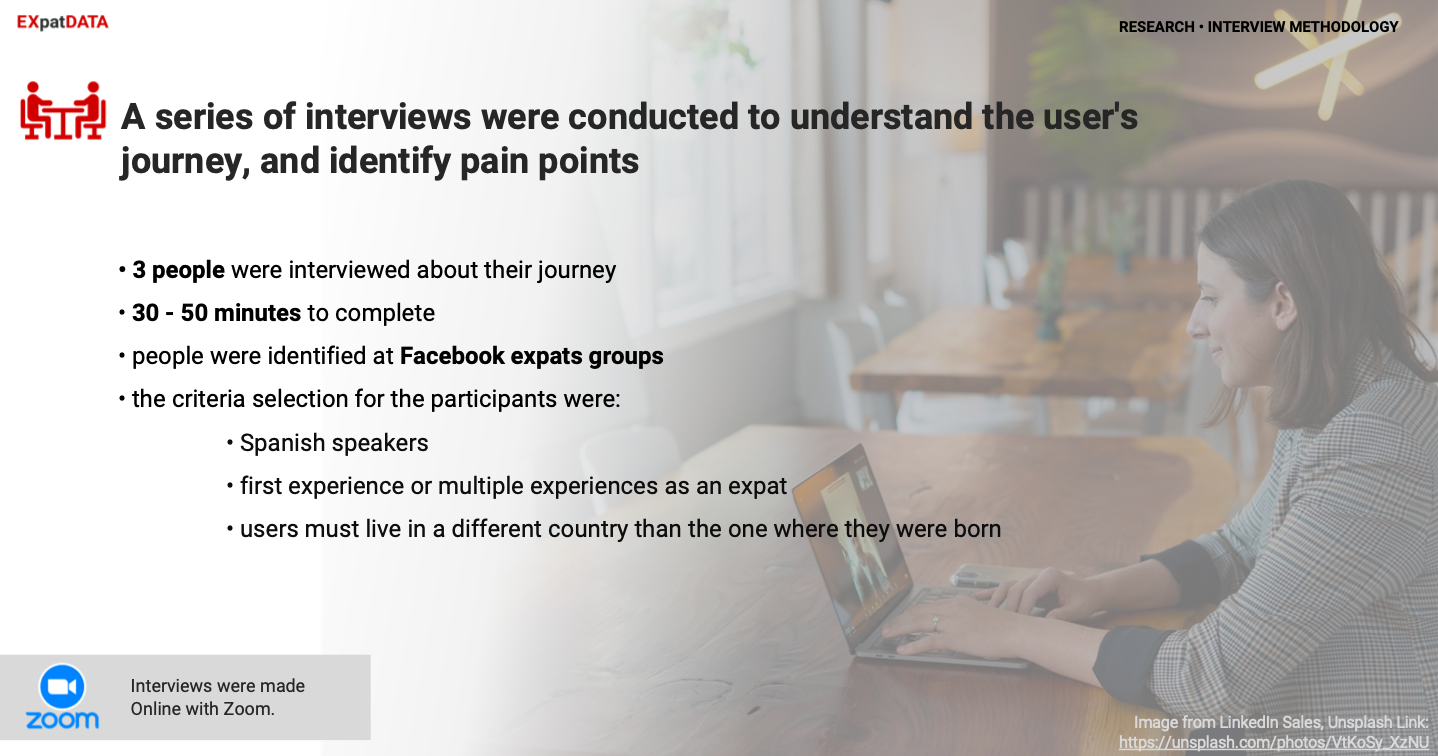 EXpatDATA
RESEARCH • INTERVIEW METHODOLOGY
A series of interviews were conducted to understand the user's
journey, and identify pain points
• 3 people were interviewed about their journey
• 30 - 50 minutes to complete
• people were identified at Facebook expats groups
• the criteria selection for the participants were:
• Spanish speakers
• first experience or multiple experiences as an expat
• users must live in a different country than the one where they were born
zoom
Interviews were made
Online with Zoom.
Image from LinkedIn Sales, Unsplash Link:
https://unsplash.com/photos/VtKoSy_XzNU